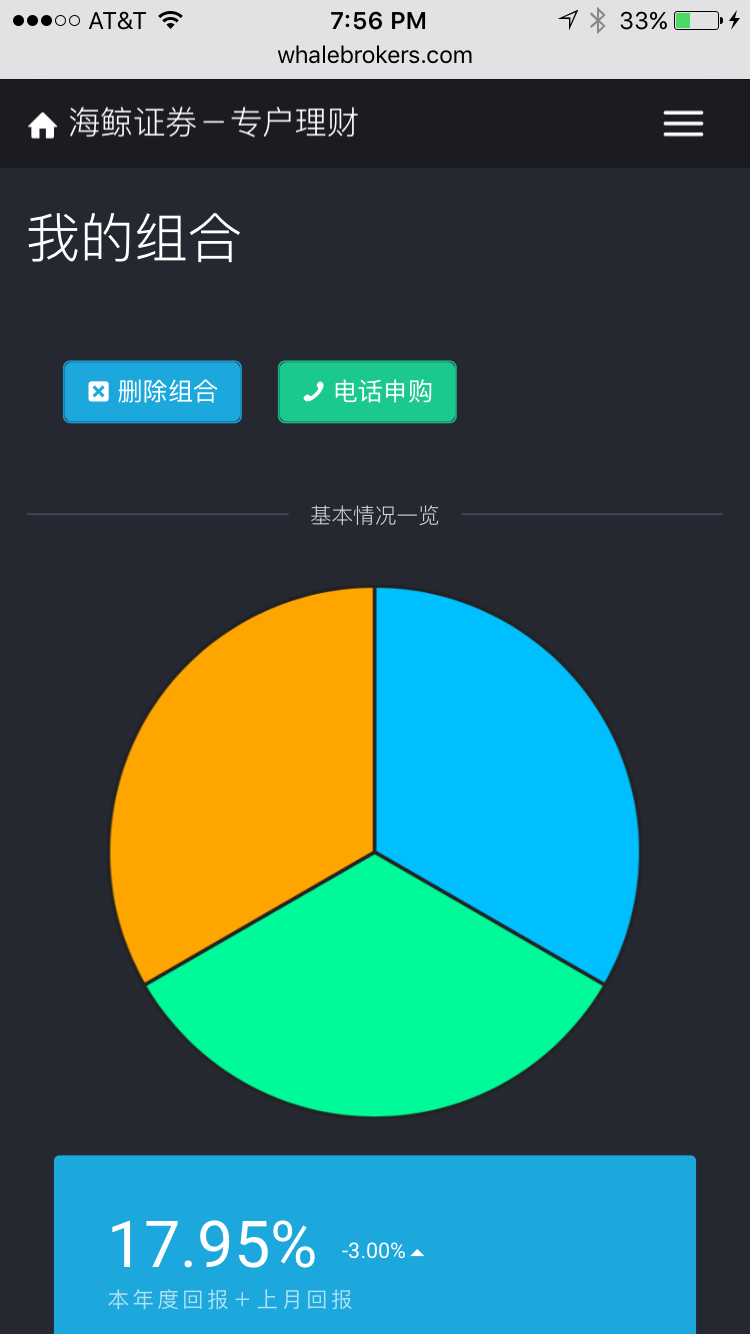 AT&T 7:56 PM 33%
whalebrokers.com
海鲸证券－专户理财
我的组合
删除组合 电话申购
基本情况一览
17.95% -3.00%
本年度回报＋上月回报